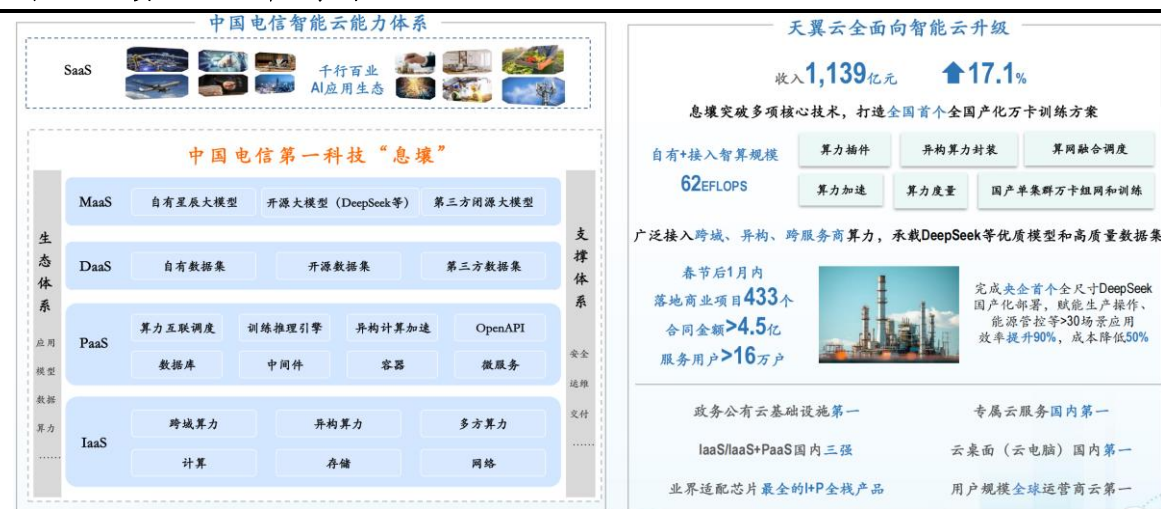 中国电信智能云能力体系
SaaS
千行百业
AI应用生态
中国电信第一科技“息壤”
生态体系
应用
模型
数据
算力
……
MaaS
自有星辰大模型
开源大模型（DeepSeek等）
第三方闭源大模型
DaaS
自有数据集
开源数据集
第三方数据集
PaaS
算力互联调度
训练推理引擎
异构计算加速
OpenAPI
数据库
中间件
容器
微服务
IaaS
跨域算力
异构算力
多方算力
计算
存储
网络
支撑体系
安全
运维
交付
……
天翼云全面向智能云升级
收入1,139亿元 17.1%
息壤突破多项核心技术，打造全国首个全国产化万卡训练方案
自有+接入智算规模
62EFLOPS
算力插件
异构算力封装
算网融合调度
算力加速
算力度量
国产单集群万卡组网和训练
广泛接入跨域、异构、跨服务商算力，承载DeepSeek等优质模型和高质量数据集
春节后1月内
落地商业项目433个
合同金额>4.5亿
服务用户>16万户
完成央企首个全尺寸DeepSeek
国产化部署，赋能生产操作、
能源管控等>30场景应用
效率提升90%，成本降低50%
政务公有云基础设施第一
专属云服务国内第一
IaaS/IaaS+PaaS国内三强
云桌面（云电脑）国内第一
业界适配芯片最全的I+P全栈产品
用户规模全球运营商云第一